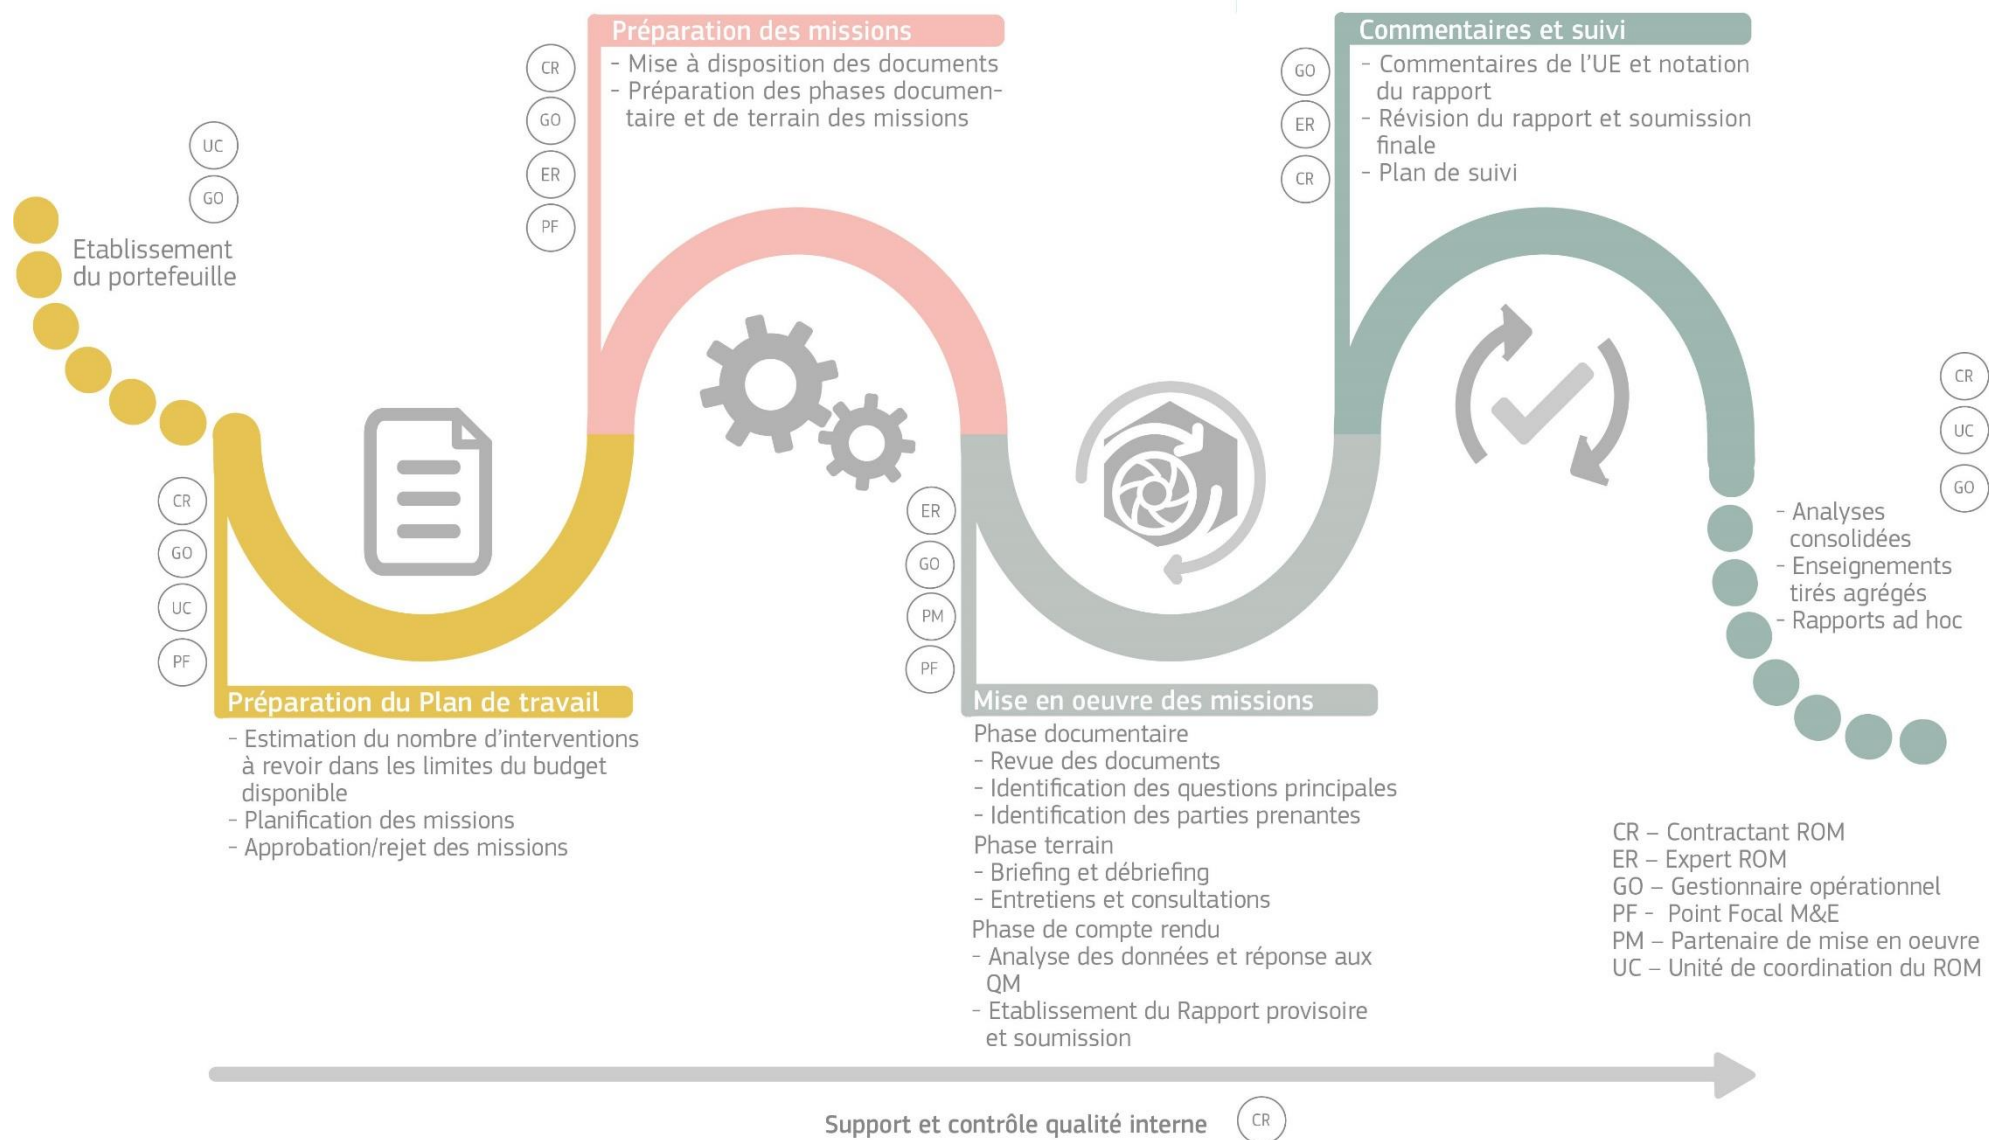 UC
GO
Etablissement
du portefeuille
CR
GO
UC
PF
Préparation du Plan de travail
- Estimation du nombre d'interventions
à revoir dans les limites du budget
disponible
- Planification des missions
- Approbation/rejet des missions
CR
GO
ER
PF
Préparation des missions
- Mise à disposition des documents
- Préparation des phases documen-
taire et de terrain des missions
ER
GO
PM
PF
Mise en oeuvre des missions
Phase documentaire
- Revue des documents
- Identification des questions principales
- Identification des parties prenantes
Phase terrain
- Briefing et débriefing
- Entretiens et consultations
Phase de compte rendu
- Analyse des données et réponse aux
QM
- Etablissement du Rapport provisoire
et soumission
GO
ER
CR
Commentaires et suivi
- Commentaires de l'UE et notation
du rapport
- Révision du rapport et soumission
finale
- Plan de suivi
CR
UC
GO
- Analyses
consolidées
- Enseignements
tirés agrégés
- Rapports ad hoc
CR – Contractant ROM
ER – Expert ROM
GO – Gestionnaire opérationnel
PF - Point Focal M&E
PM – Partenaire de mise en oeuvre
UC – Unité de coordination du ROM
Support et contrôle qualité interne CR